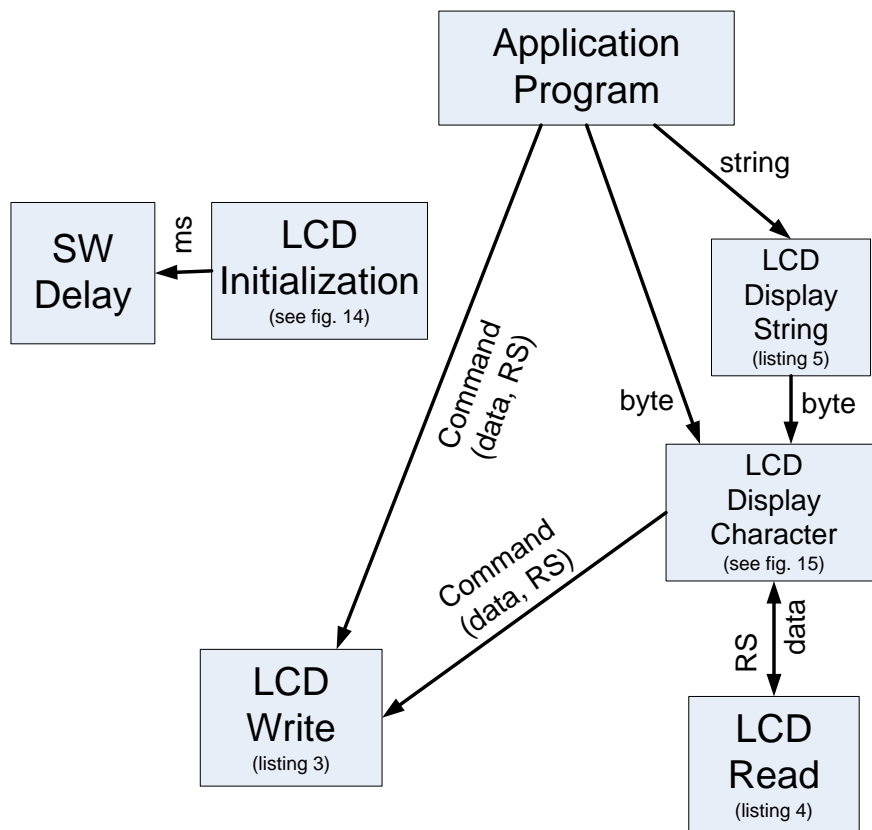 Application
Program
string
SW
Delay
ms
LCD
Initialization
(see fig. 14)
LCD
Display
String
(listing 5)
Command
(data, RS)
byte
byte
LCD
Display
Character
(see fig. 15)
Command
(data, RS)
RS
data
LCD
Write
(listing 3)
LCD
Read
(listing 4)